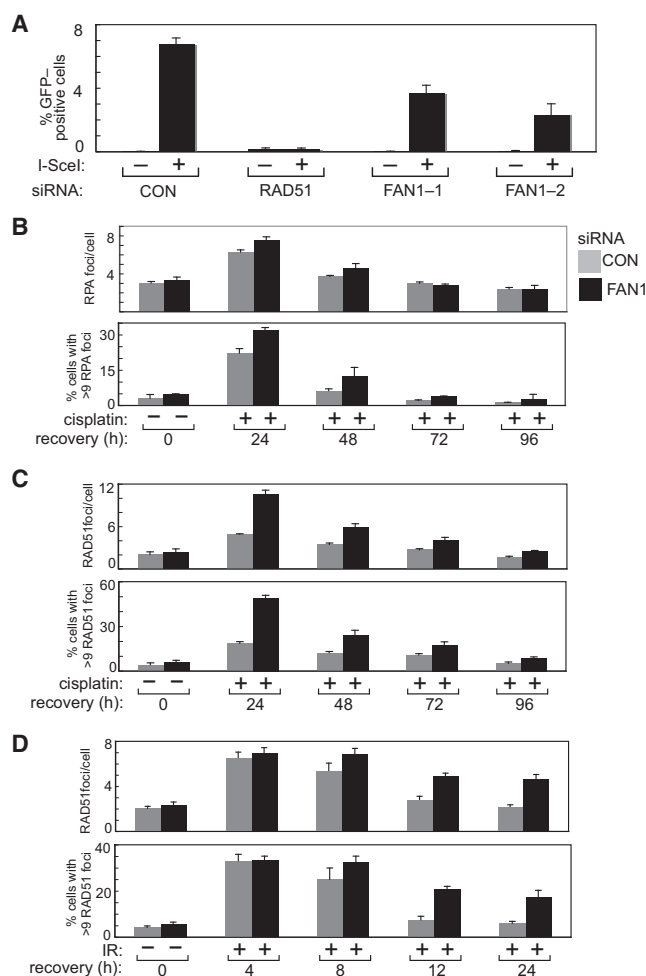 A
% GFP–
positive cells
8
4
0
I-SceI: – + – + – + – +
siRNA: CON RAD51 FAN1–1 FAN1–2
B
RPA foci/cell
8
4
0
siRNA
CON
FAN1
% cells with
>9 RPA foci
30
15
0
cisplatin: – – + + + + + + + +
recovery (h): 0 24 48 72 96
C
RAD51foci/cell
12
6
0
% cells with
>9 RAD51 foci
60
30
0
cisplatin: – – + + + + + + + +
recovery (h): 0 24 48 72 96
D
RAD51foci/cell
8
4
0
% cells with
>9 RAD51 foci
40
20
0
IR: – – + + + + + + + +
recovery (h): 0 4 8 12 24